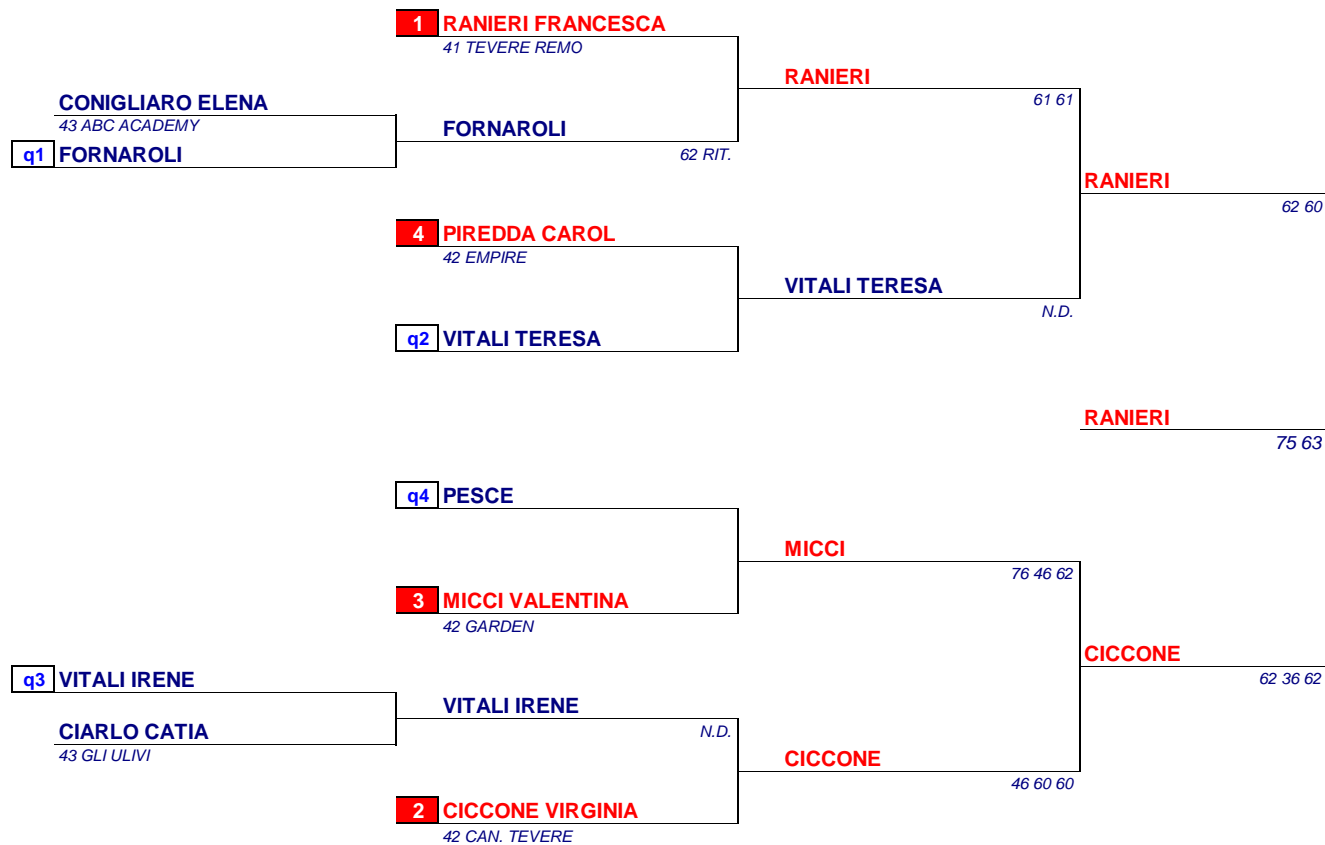 1 RANIERI FRANCESCA
41 TEVERE REMO
RANIERI
61 61
CONIGLIARO ELENA
43 ABC ACADEMY
FORNAROLI
62 RIT.
q1 FORNAROLI
RANIERI
62 60
4 PIREDDA CAROL
42 EMPIRE
VITALI TERESA
N.D.
q2 VITALI TERESA
RANIERI
75 63
q4 PESCE
MICCI
76 46 62
3 MICCI VALENTINA
42 GARDEN
CICCONE
62 36 62
q3 VITALI IRENE
VITALI IRENE
N.D.
CIARLO CATIA
43 GLI ULIVI
CICCONE
46 60 60
2 CICCONE VIRGINIA
42 CAN. TEVERE